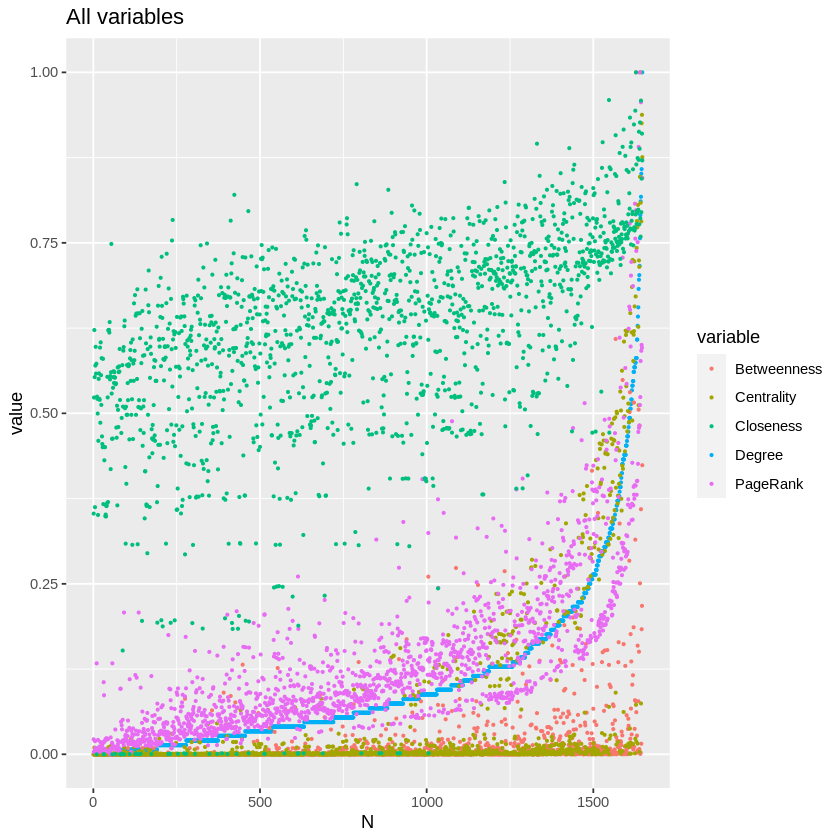 All variables
1.00
0.75
0.50
0.25
0.00
value
0 500 1000 1500
N
variable
Betweenness
Centrality
Closeness
Degree
PageRank